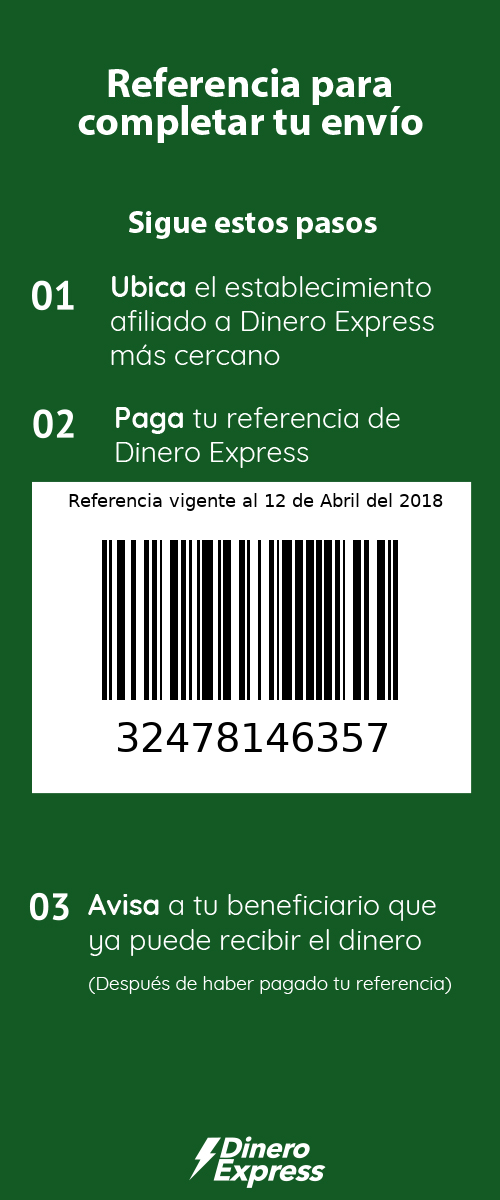 Referencia para
completar tu envío
Sigue estos pasos
01
Ubica el establecimiento
afiliado a Dinero Express
más cercano
02
Paga tu referencia de
Dinero Express
Referencia vigente al 12 de Abril del 2018
32478146357
03
Avisa a tu beneficiario que
ya puede recibir el dinero
(Después de haber pagado tu referencia)
Dinero
Express